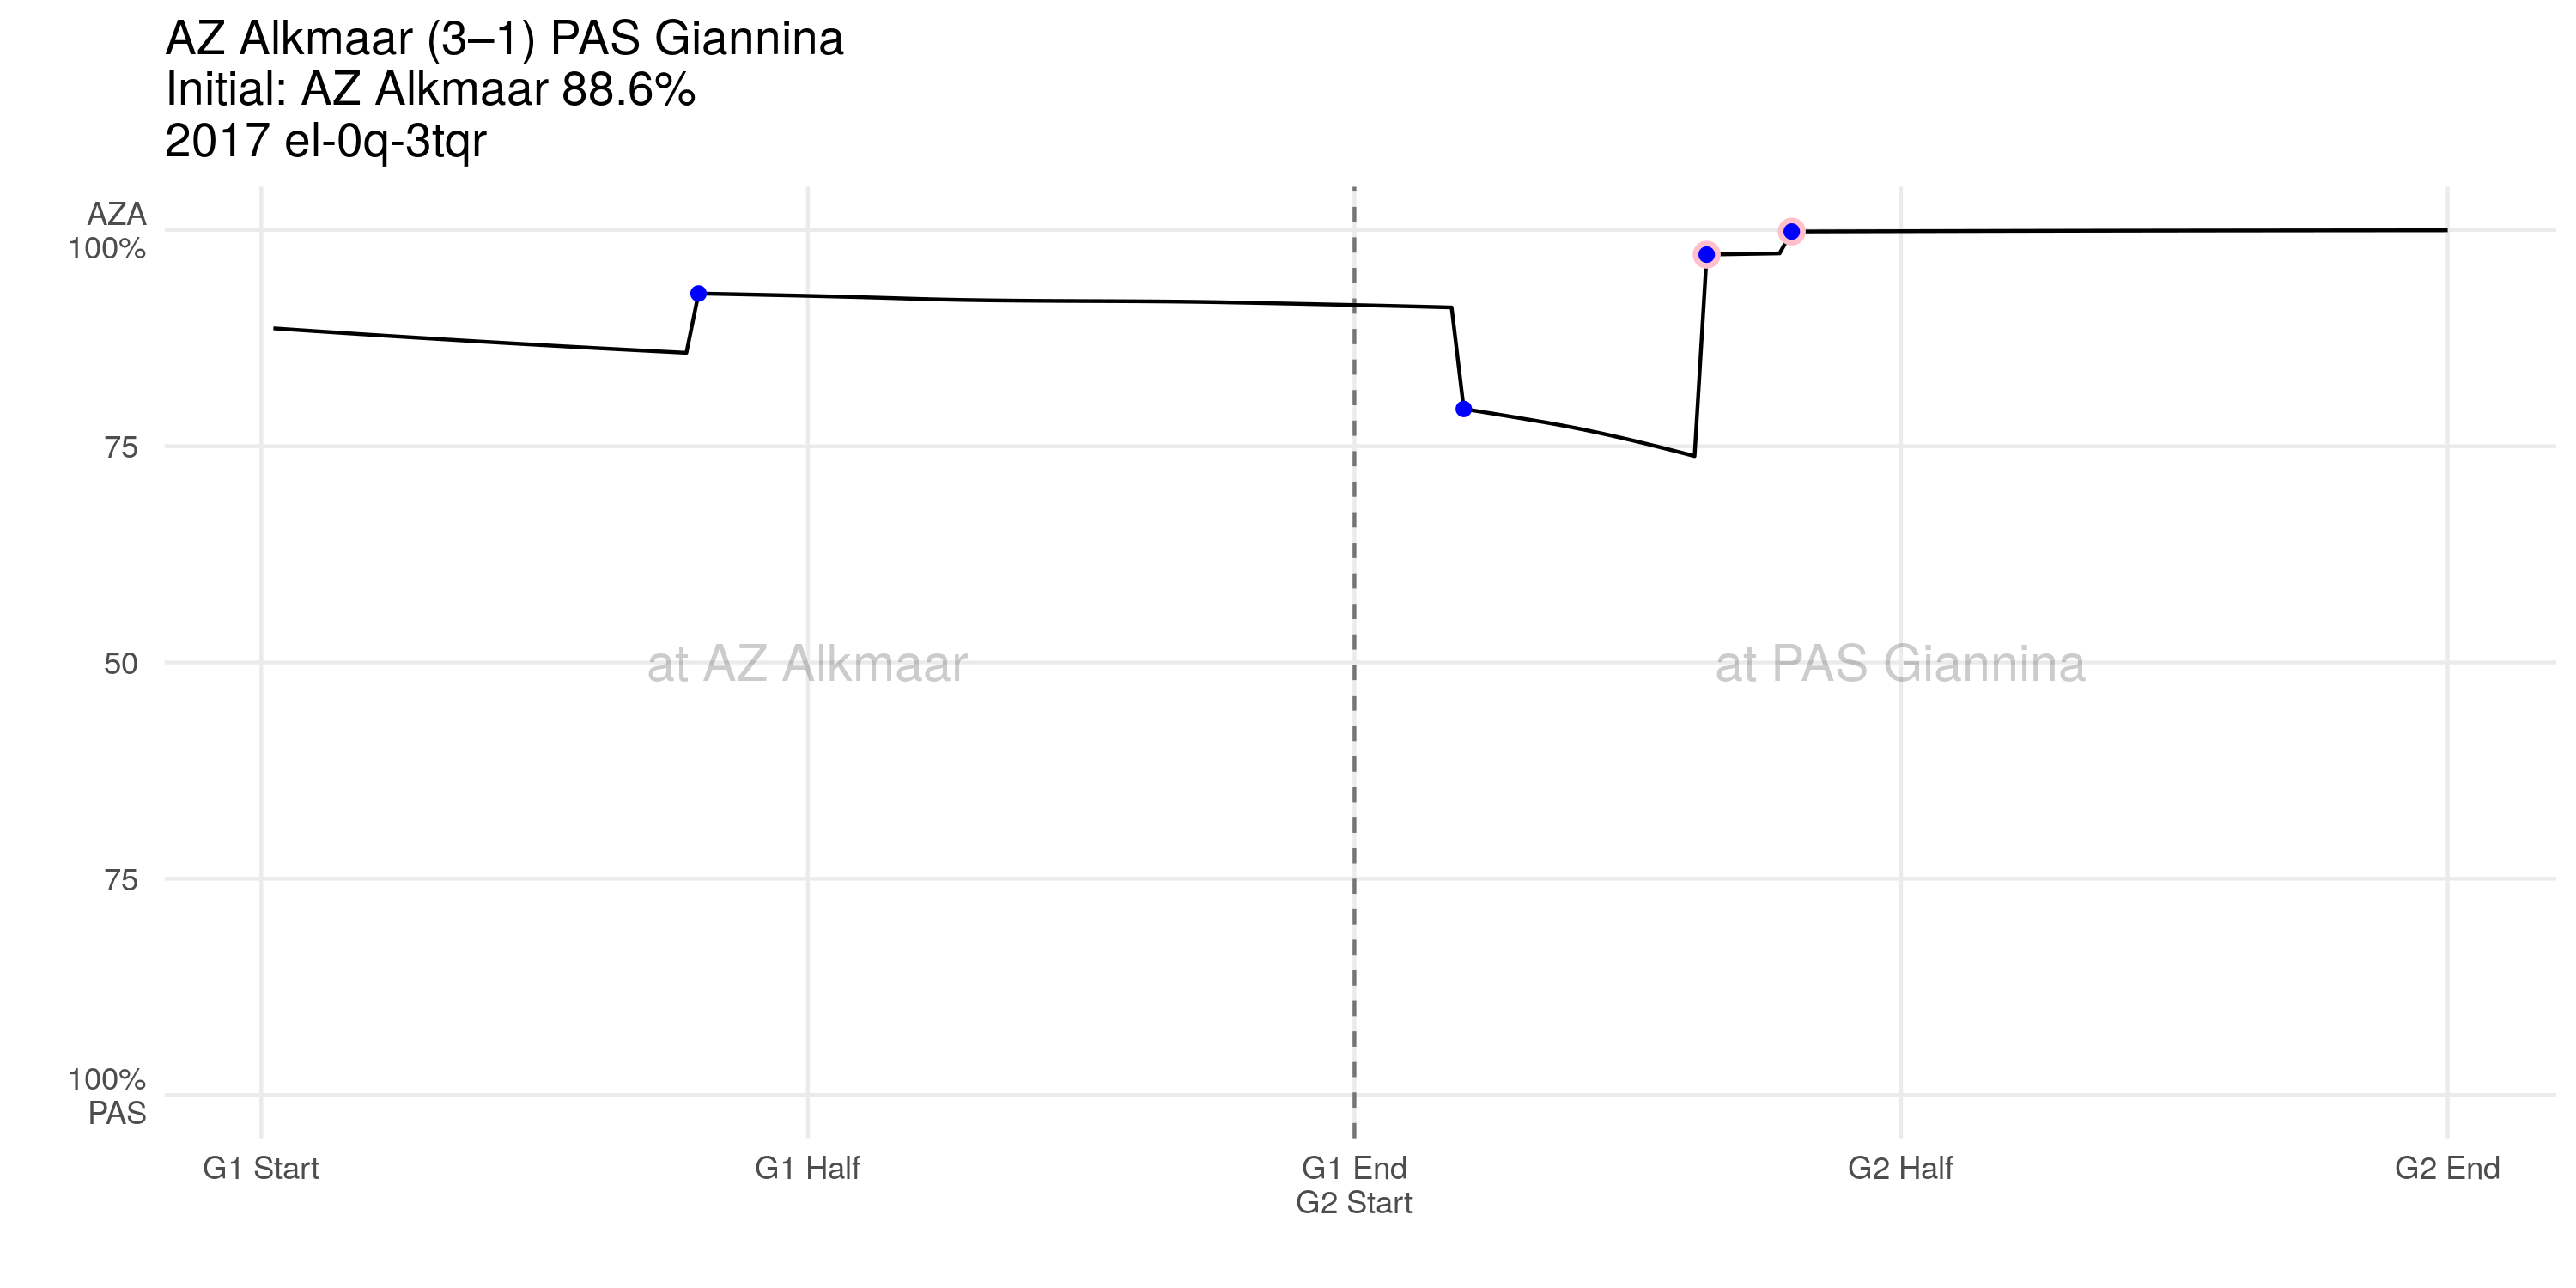 AZ Alkmaar (3–1) PAS Giannina
Initial: AZ Alkmaar 88.6%
2017 el-0q-3tqr
AZA
100%
75
50
75
100%
PAS
at AZ Alkmaar
at PAS Giannina
G1 Start
G1 Half
G1 End
G2 Start
G2 Half
G2 End